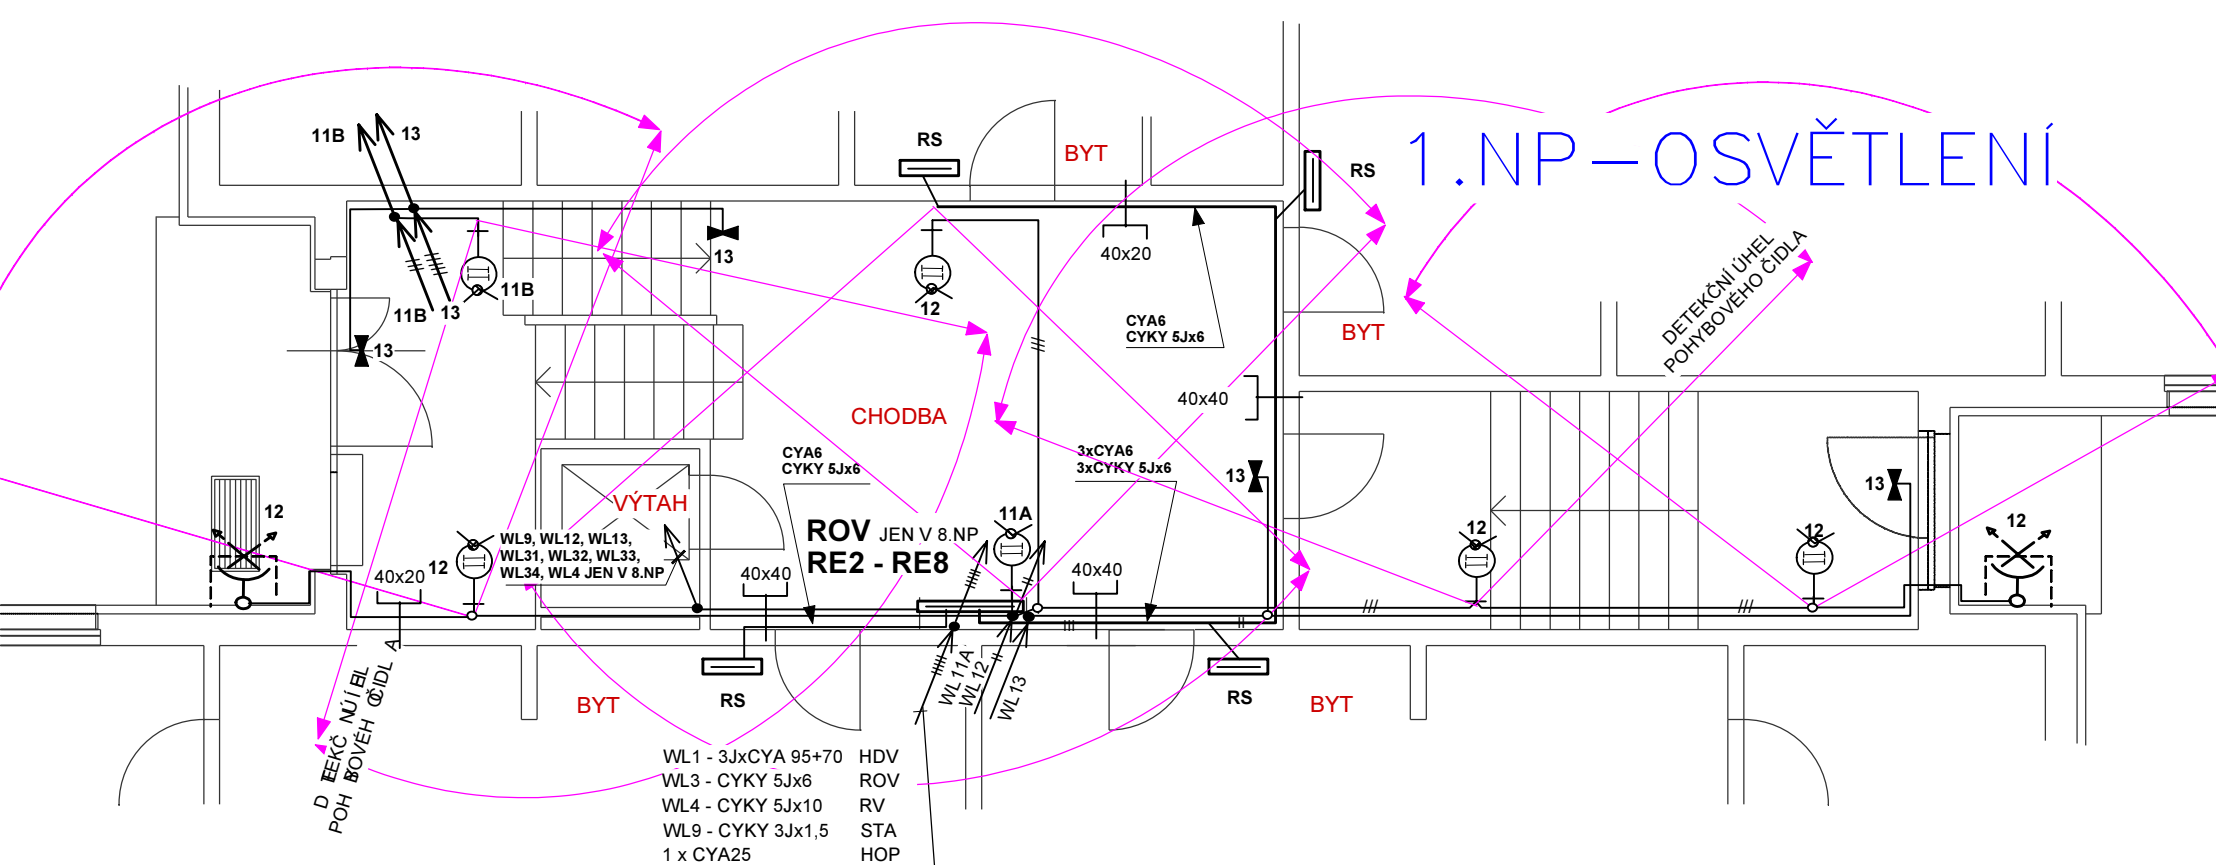 1.NP-OSVĚTLENÍ
11B
13
RS
BYT
RS
40x20
13
11B
11B
13
12
CYA6
CYKY 5Jx6
BYT
DETEKČNÍ ÚHEL
POHYBOVÉHO ČIDLA
13
40x40
CHODBA
CYA6
CYKY 5Jx6
3xCYA6
3xCYKY 5Jx6
13
13
VÝTAH
12
11A
12
12
12
WL9, WL12, WL13,
WL31, WL32, WL33,
WL34, WL4 JEN V 8.NP
ROV JEN V 8.NP
RE2 - RE8
40x20
12
40x40
40x40
WL11A
WL12
WL13
BYT
RS
RS
BYT
WL1 - 3JxCYA 95+70 HDV
WL3 - CYKY 5Jx6 ROV
WL4 - CYKY 5Jx10 RV
WL9 - CYKY 3Jx1,5 STA
1 x CYA25 HOP